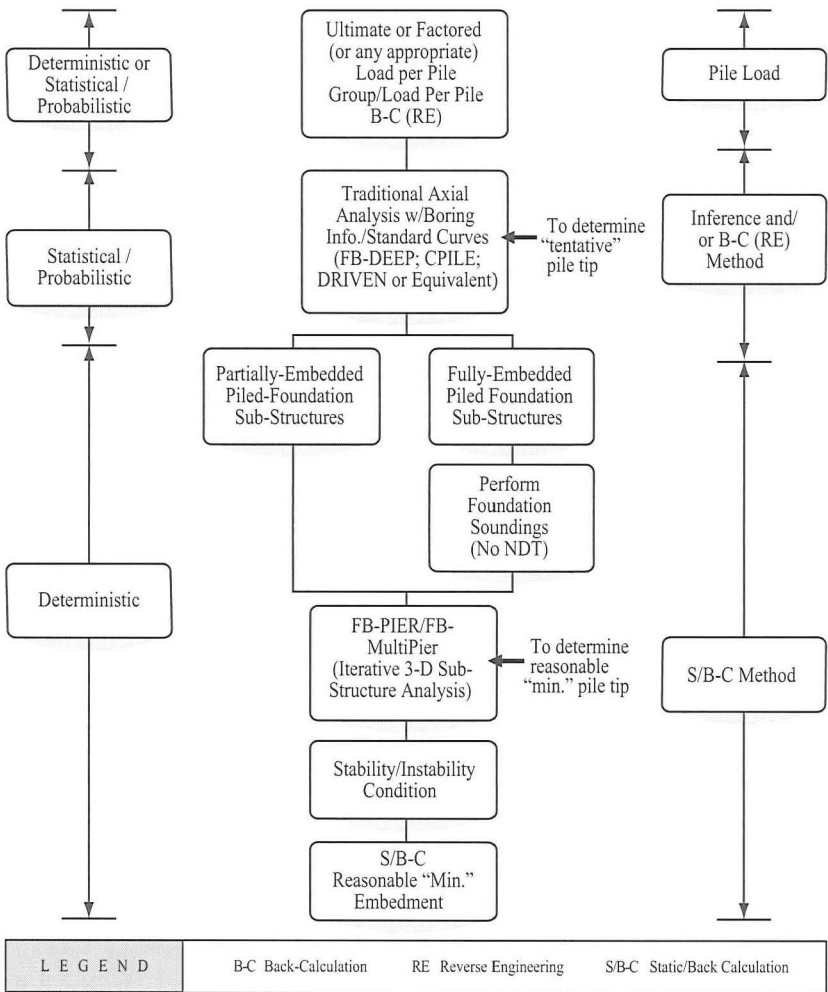 Deterministic or
Statistical /
Probabilistic
Statistical /
Probabilistic
Deterministic
Ultimate or Factored
(or any appropriate)
Load per Pile
Group/Load Per Pile
B-C (RE)
Traditional Axial
Analysis w/Boring
Info./Standard Curves
(FB-DEEP; CPILE;
DRIVEN or Equivalent)
To determine
“tentative”
pile tip
Partially-Embedded
Piled-Foundation
Sub-Structures
Fully-Embedded
Piled Foundation
Sub-Structures
Perform
Foundation
Soundings
(No NDT)
FB-PIER/FB-
MultiPier
(Iterative 3-D Sub-
Structure Analysis)
To determine
reasonable
“min.” pile tip
Stability/Instability
Condition
S/B-C
Reasonable “Min.”
Embedment
Pile Load
Inference and/
or B-C (RE)
Method
S/B-C Method
LEGEND
B-C Back-Calculation RE Reverse Engineering S/B-C Static/Back Calculation